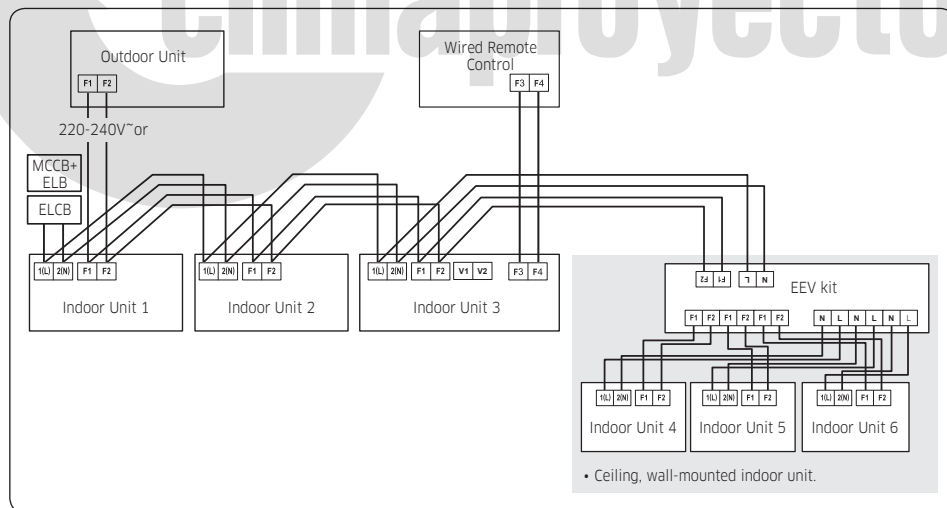 climaproyecto
Outdoor Unit
F1 F2
Wired Remote
Control
F3 F4
220-240V~or
MCCB+
ELB
ELCB
1(L) 2(N) F1 F2
Indoor Unit 1
1(L) 2(N) F1 F2
Indoor Unit 2
1(L) 2(N) F1 F2 V1 V2 F3 F4
Indoor Unit 3
F2 F1 L N
EEV kit
F1 F2 F1 F2 F1 F2 N L N L N L
1(L) 2(N) F1 F2
Indoor Unit 4
1(L) 2(N) F1 F2
Indoor Unit 5
1(L) 2(N) F1 F2
Indoor Unit 6
• Ceiling, wall-mounted indoor unit.